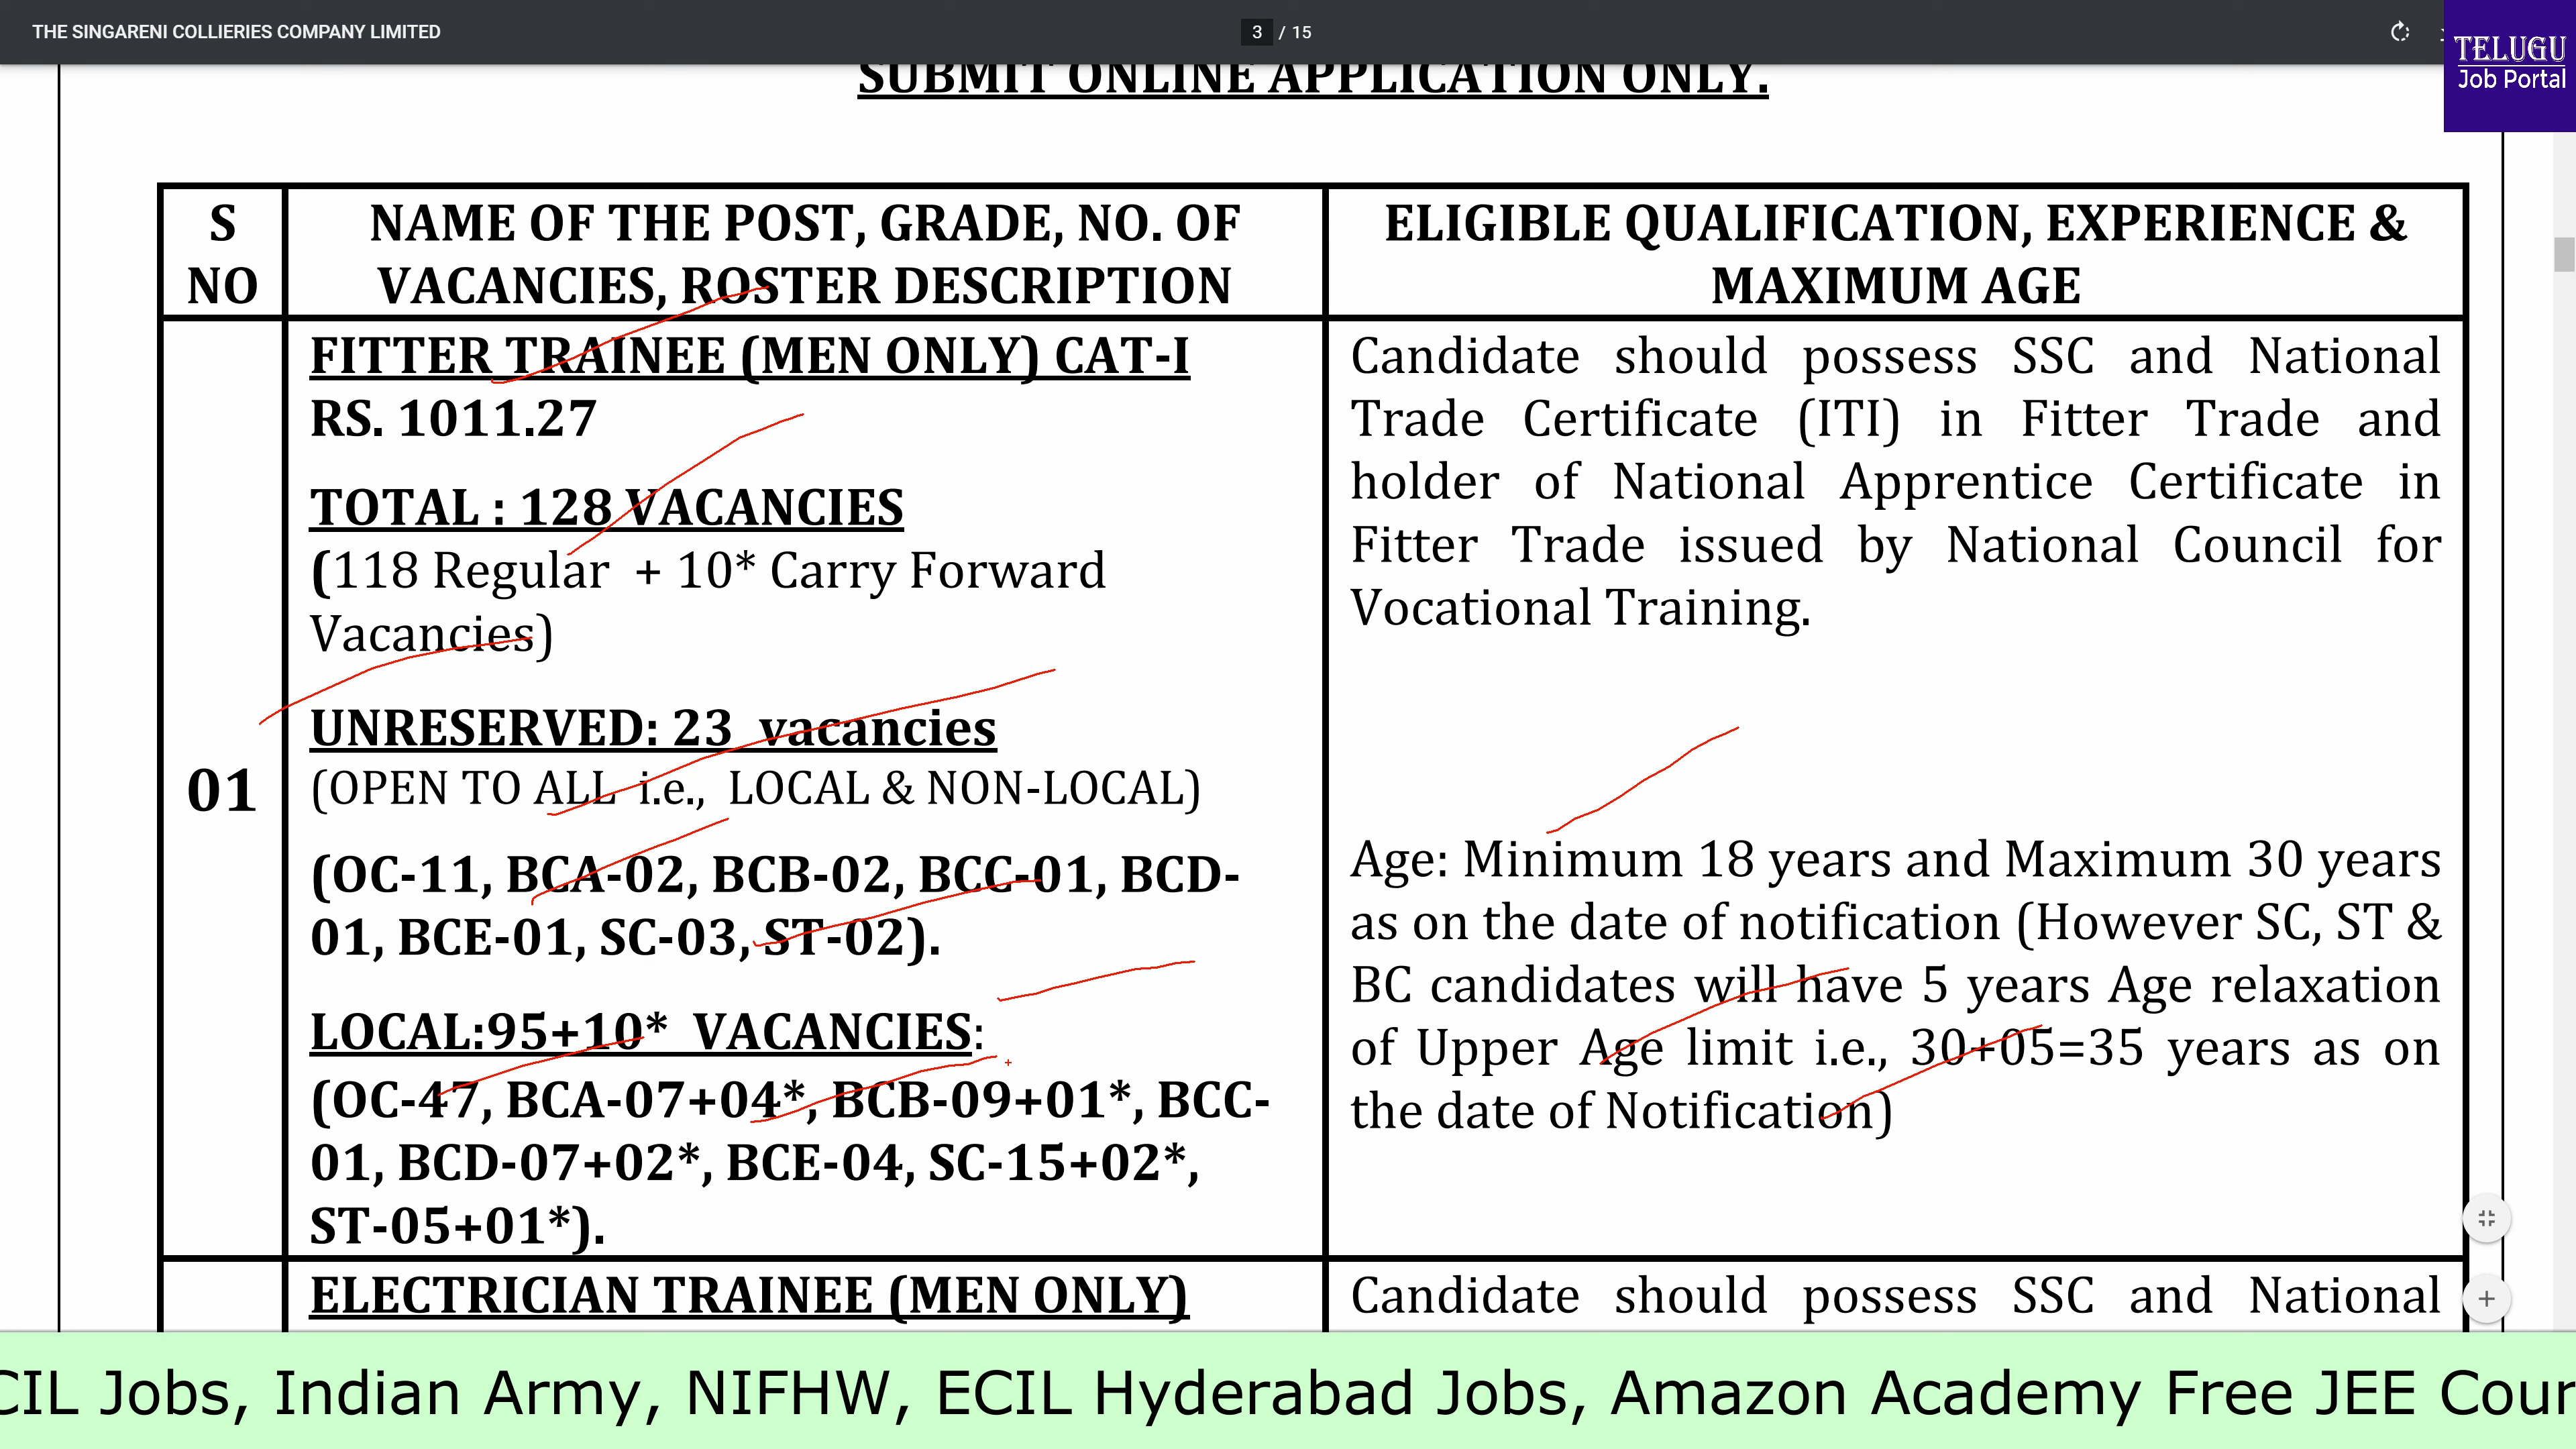 THE SINGARENI COLLIERIES COMPANY LIMITED
3 / 15
TELUGU
Job Portal
SUBMIT ONLINE APPLICATION ONLY.
S
NO
NAME OF THE POST, GRADE, NO. OF
VACANCIES, ROSTER DESCRIPTION
ELIGIBLE QUALIFICATION, EXPERIENCE &
MAXIMUM AGE
01
FITTER TRAINEE (MEN ONLY) CAT-I
RS. 1011.27
TOTAL : 128 VACANCIES
(118 Regular + 10* Carry Forward
Vacancies)
UNRESERVED: 23 vacancies
(OPEN TO ALL i.e., LOCAL & NON-LOCAL)
(OC-11, BCA-02, BCB-02, BCC-01, BCD-
01, BCE-01, SC-03, ST-02).
LOCAL:95+10* VACANCIES:
(OC-47, BCA-07+04*, BCB-09+01*, BCC-
01, BCD-07+02*, BCE-04, SC-15+02*,
ST-05+01*).
Candidate should possess SSC and National
Trade Certificate (ITI) in Fitter Trade and
holder of National Apprentice Certificate in
Fitter Trade issued by National Council for
Vocational Training.
Age: Minimum 18 years and Maximum 30 years
as on the date of notification (However SC, ST &
BC candidates will have 5 years Age relaxation
of Upper Age limit i.e., 30+05=35 years as on
the date of Notification)
ELECTRICIAN TRAINEE (MEN ONLY)
Candidate should possess SSC and National
CIL Jobs, Indian Army, NIFHW, ECIL Hyderabad Jobs, Amazon Academy Free JEE Cour